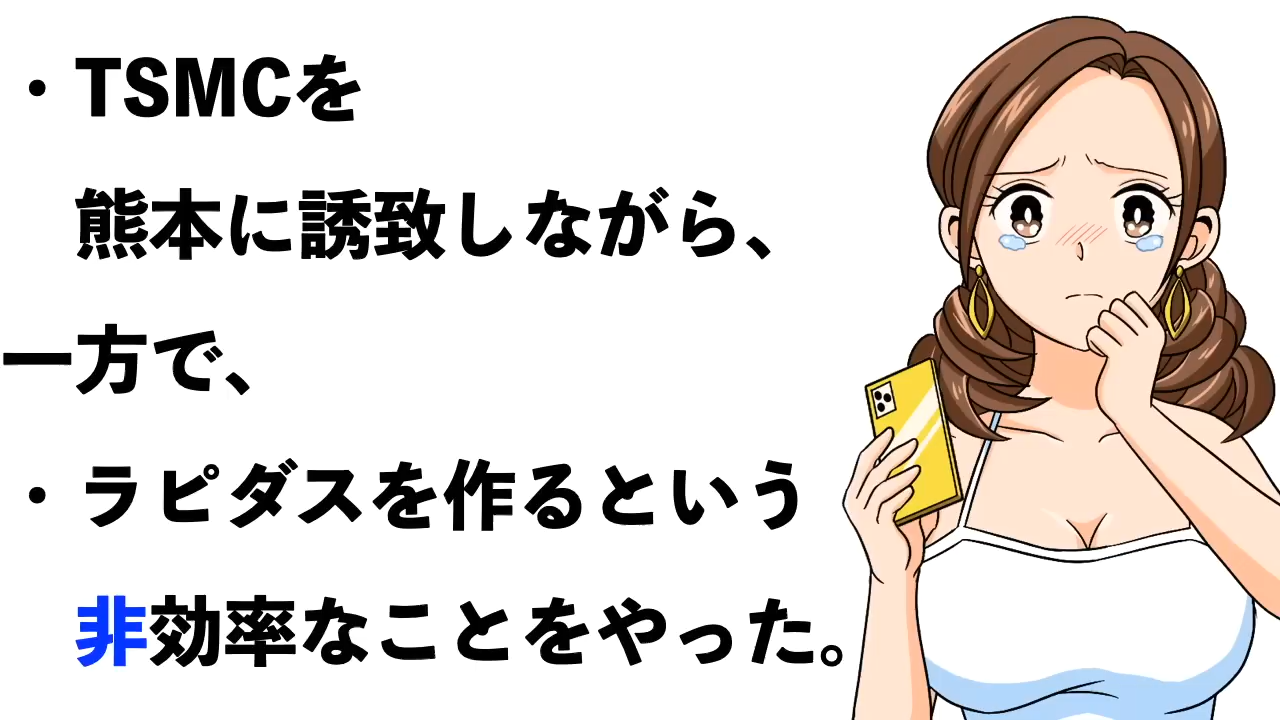 ・TSMCを
熊本に誘致しながら、
一方で、
・ラピダスを作るという
非効率なことをやった。